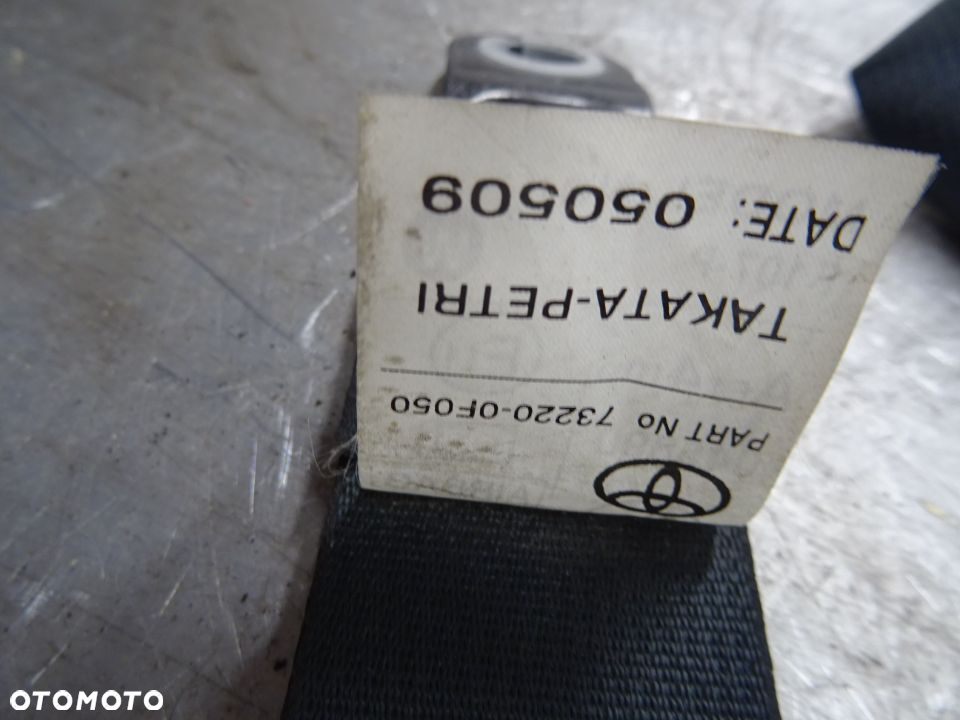 PART No 73220-0F050
TAKATA-PETRI
DATE: 050509
OTOMOTO